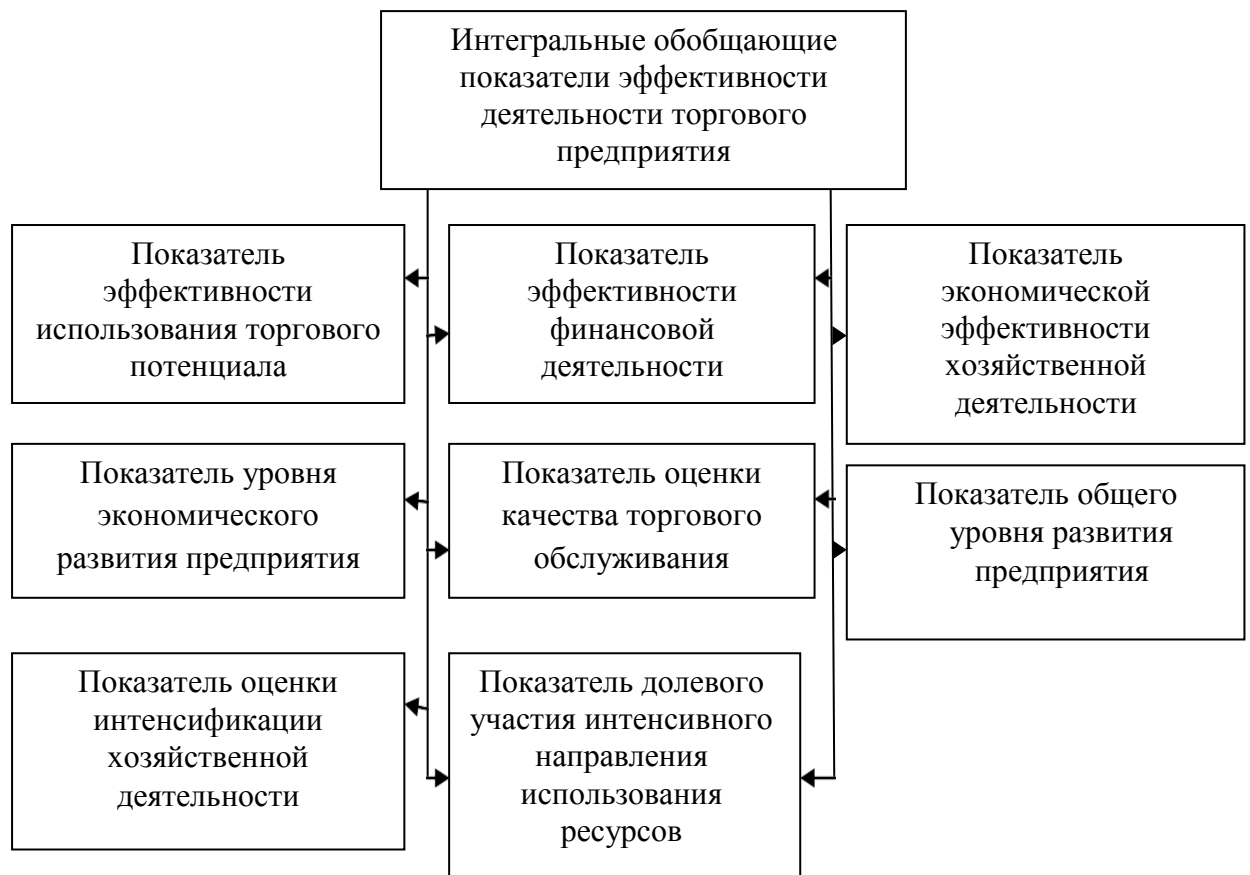 Интегральные обобщающие
показатели эффективности
деятельности торгового
предприятия
Показатель
эффективности
использования торгового
потенциала
Показатель
эффективности
финансовой
деятельности
Показатель
экономической
эффективности
хозяйственной
деятельности
Показатель уровня
экономического
развития предприятия
Показатель оценки
качества торгового
обслуживания
Показатель общего
уровня развития
предприятия
Показатель оценки
интенсификации
хозяйственной
деятельности
Показатель долевого
участия интенсивного
направления
использования
ресурсов